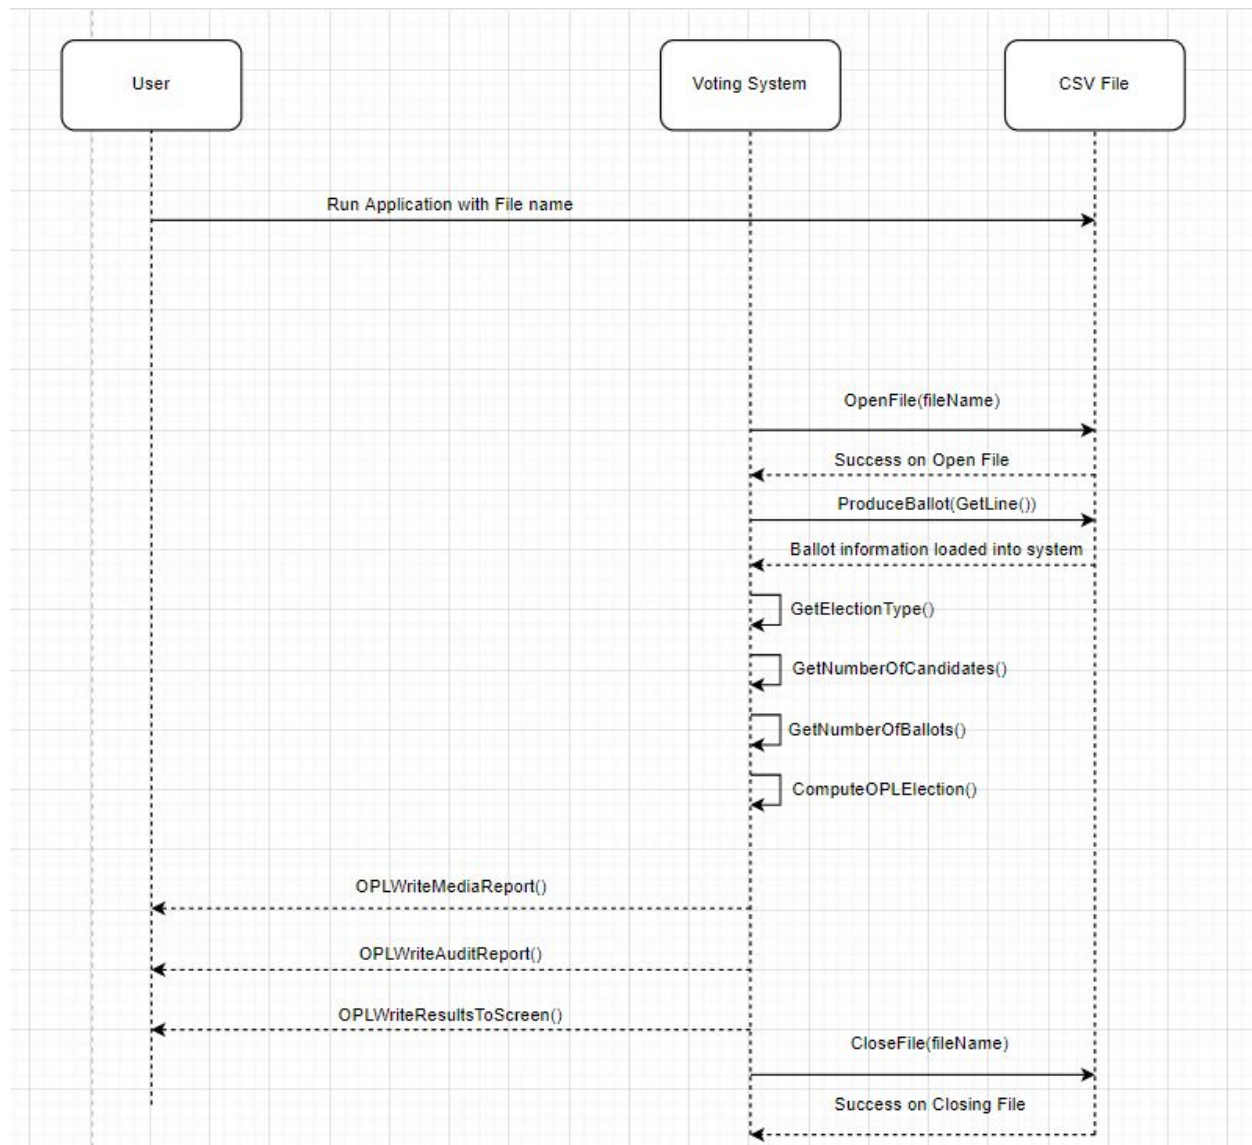 User
Voting System
CSV File
Run Application with File name
OpenFile(fileName)
Success on Open File
ProduceBallot(GetLine())
Ballot information loaded into system
GetElectionType()
GetNumberOfCandidates()
GetNumberOfBallots()
ComputeOPLElection()
OPLWriteMediaReport()
OPLWriteAuditReport()
OPLWriteResultsToScreen()
CloseFile(fileName)
Success on Closing File